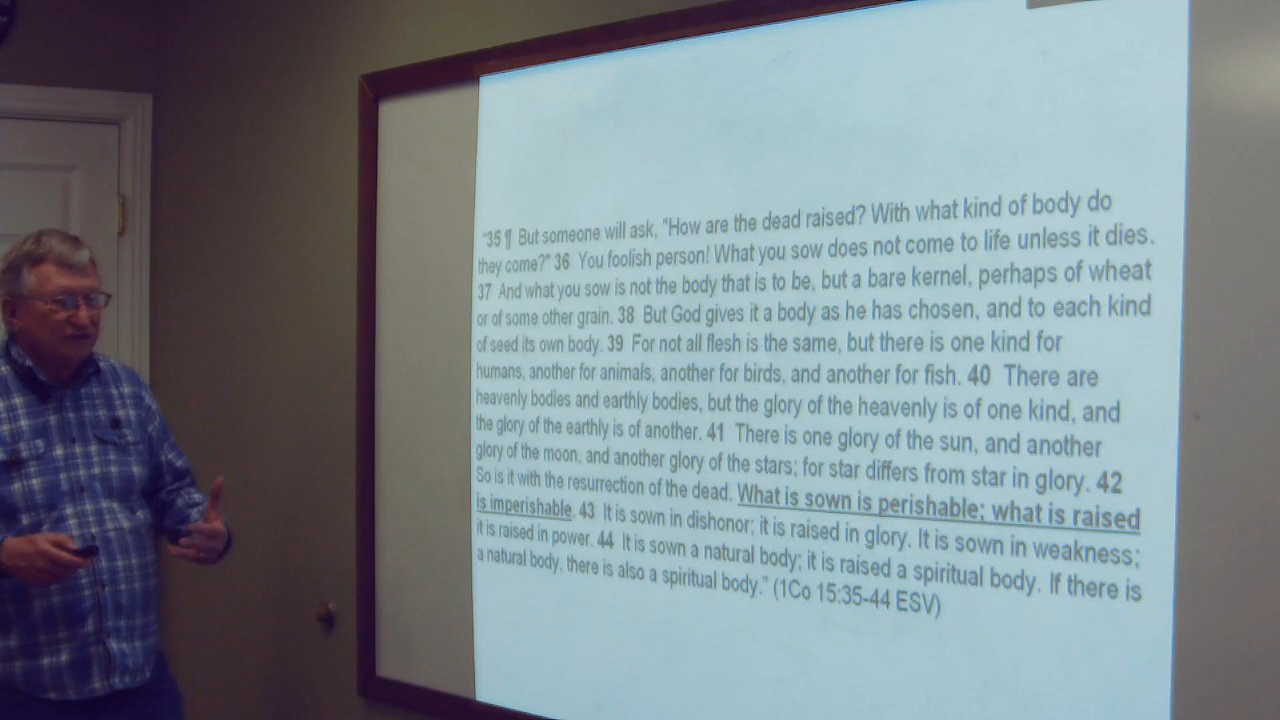 "35 ¶ But someone will ask, "How are the dead raised? With what kind of body do
they come?" 36 You foolish person! What you sow does not come to life unless it dies.
37 And what you sow is not the body that is to be, but a bare kernel, perhaps of wheat
or of some other grain. 38 But God gives it a body as he has chosen, and to each kind
of seed its own body. 39 For not all flesh is the same, but there is one kind for
humans, another for animals, another for birds, and another for fish. 40 There are
heavenly bodies and earthly bodies, but the glory of the heavenly is of one kind, and
the glory of the earthly is of another. 41 There is one glory of the sun, and another
glory of the moon, and another glory of the stars; for star differs from star in glory. 42
So is it with the resurrection of the dead. What is sown is perishable; what is raised
is imperishable. 43 It is sown in dishonor; it is raised in glory. It is sown in weakness;
it is raised in power. 44 It is sown a natural body; it is raised a spiritual body. If there is
a natural body, there is also a spiritual body." (1Co 15:35-44 ESV)